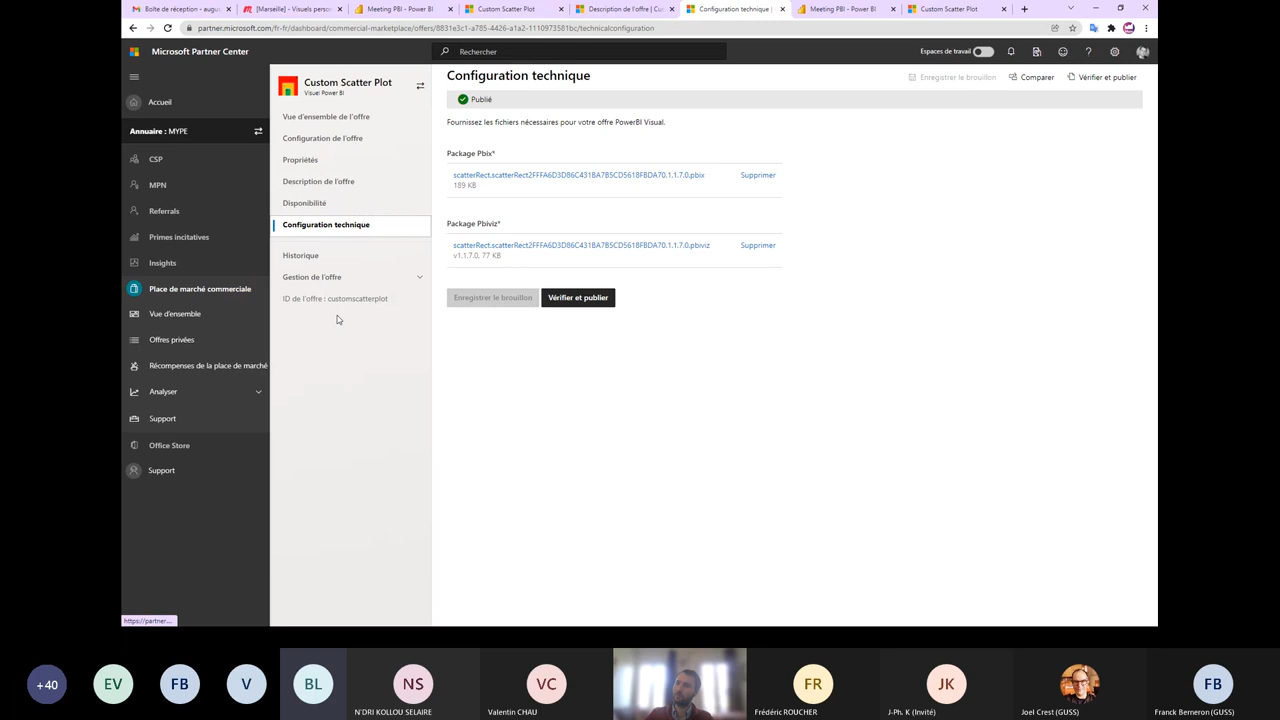 Boîte de réception - augus
[Marseille] - Visuels person
Meeting PBI - Power BI
Custom Scatter Plot
Description de l'offre | Cus
Configuration technique |
Meeting PBI - Power BI
Custom Scatter Plot
partner.microsoft.com/fr-fr/dashboard/commercial-marketplace/offers/8831e3c1-a785-4426-a1a2-1110973581bc/technicalconfiguration
Microsoft Partner Center
Rechercher
Espaces de travail
Accueil
Annuaire : MYPE
CSP
MPN
Referrals
Primes incitatives
Insights
Place de marché commerciale
Vue d'ensemble
Offres privées
Récompenses de la place de marché
Analyser
Support
Office Store
Support
https://partner....
Custom Scatter Plot
Visuel Power BI
Vue d'ensemble de l'offre
Configuration de l'offre
Propriétés
Description de l'offre
Disponibilité
Configuration technique
Historique
Gestion de l'offre
ID de l'offre : customscatterplot
Configuration technique
Enregistrer le brouillon
Comparer
Vérifier et publier
Publié
Fournissez les fichiers nécessaires pour votre offre PowerBI Visual.
Package Pbix*
scatterRect.scatterRect2FFFA6D3D86C431BA7B5CD5618FBDA70.1.1.7.0.pbix
Supprimer
189 KB
Package Pbiviz*
scatterRect.scatterRect2FFFA6D3D86C431BA7B5CD5618FBDA70.1.1.7.0.pbiviz
Supprimer
v1.1.7.0, 77 KB
Enregistrer le brouillon
Vérifier et publier
+40
EV
FB
V
BL
NS
N'DRI KOLLOU SELAIRE
VC
Valentin CHAU
FR
Frédéric ROUCHER
JK
J-Ph. K (Invité)
Joel Crest (GUSS)
FB
Franck Berneron (GUSS)